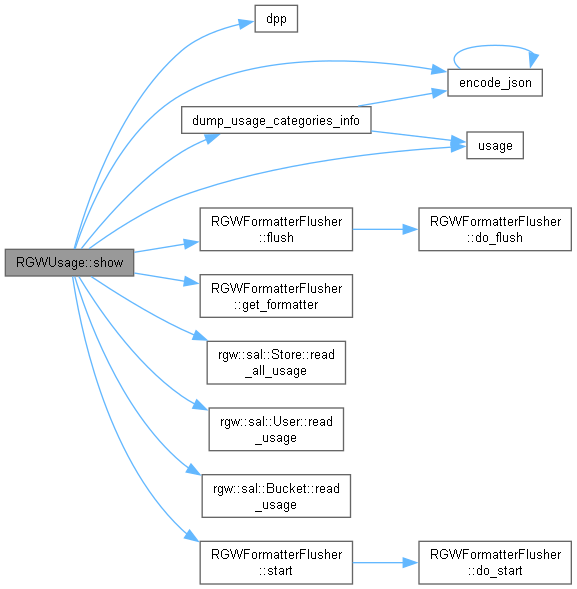 dpp
encode_json
dump_usage_categories_info
usage
RGWFormatterFlusher
::flush
RGWFormatterFlusher
::do_flush
RGWUsage::show
RGWFormatterFlusher
::get_formatter
rgw::sal::Store::read
_all_usage
rgw::sal::User::read
_usage
rgw::sal::Bucket::read
_usage
RGWFormatterFlusher
::start
RGWFormatterFlusher
::do_start